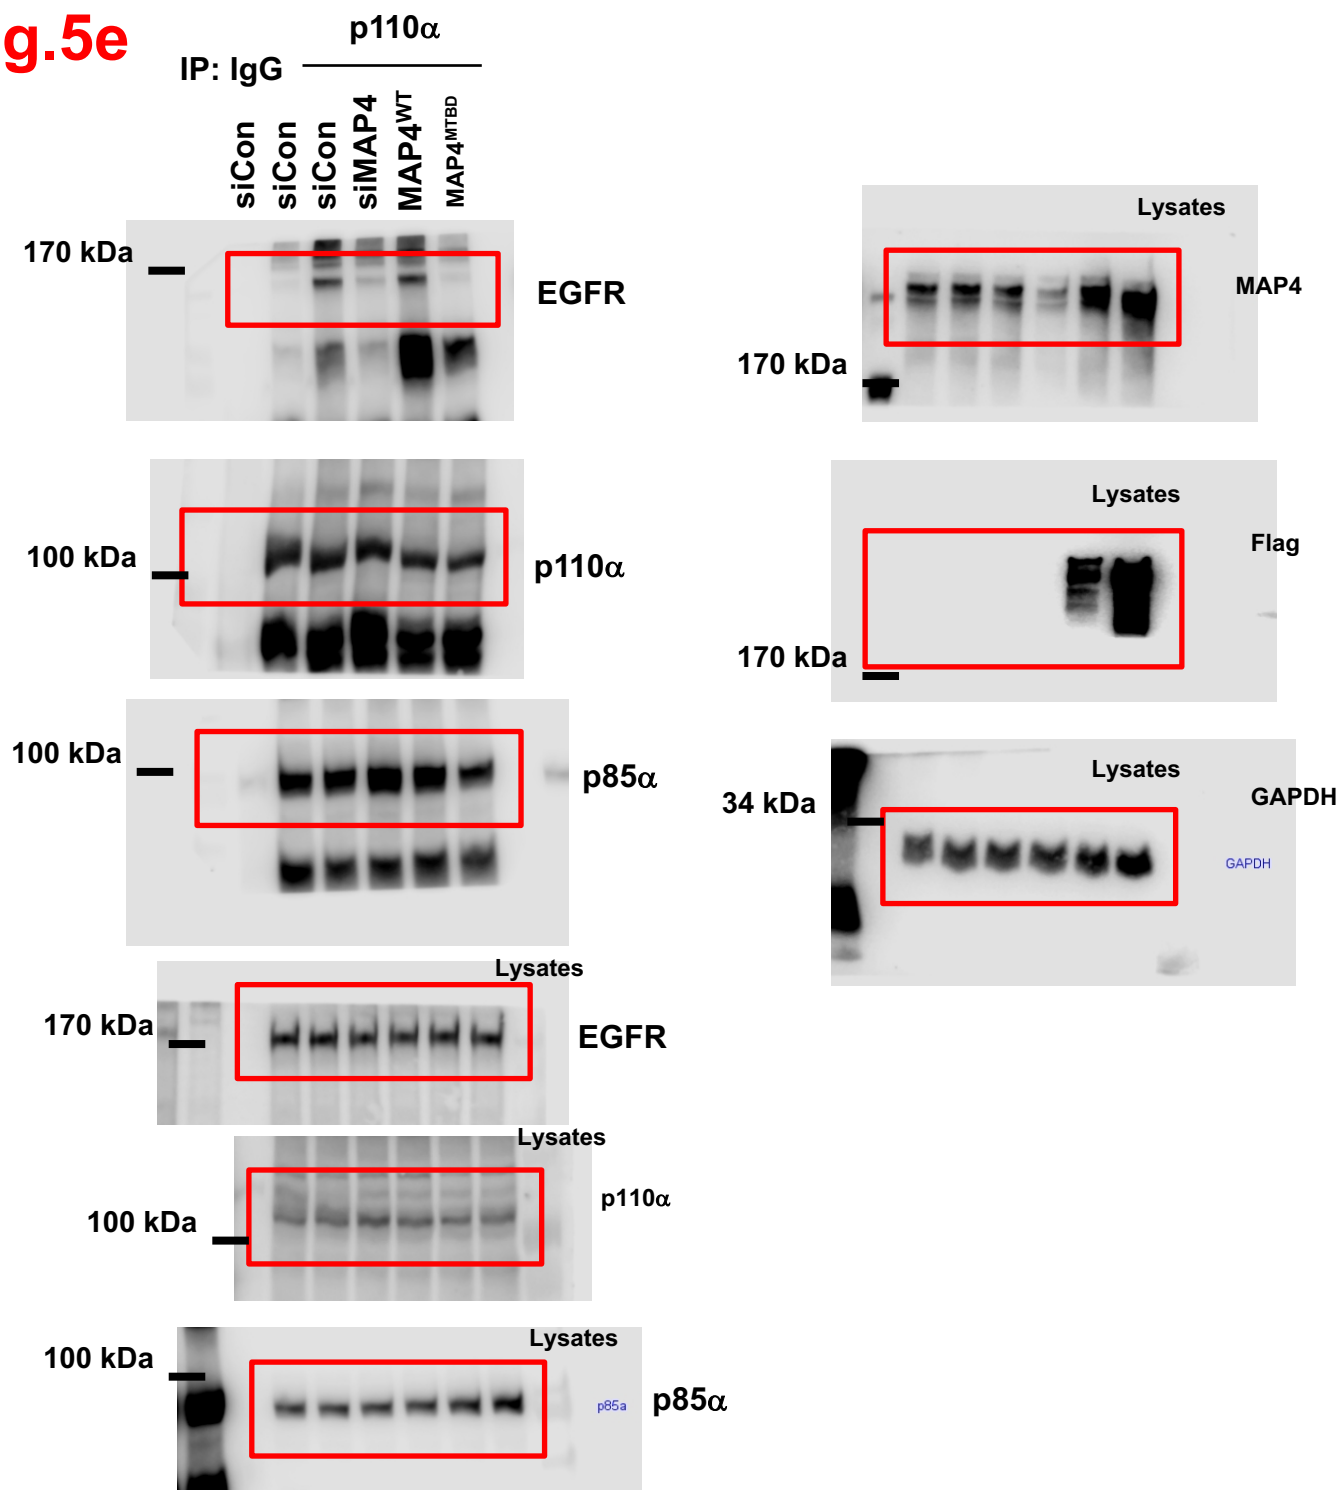 g.5e
p110α
IP: IgG
siCon
siCon
siCon
siMAP4
MAP4WT
MAP4MTBD
170 kDa
EGFR
100 kDa
p110α
100 kDa
p85α
Lysates
170 kDa
EGFR
Lysates
p110α
100 kDa
Lysates
100 kDa
p85a
p85α
Lysates
MAP4
170 kDa
Lysates
Flag
170 kDa
Lysates
34 kDa
GAPDH
GAPDH